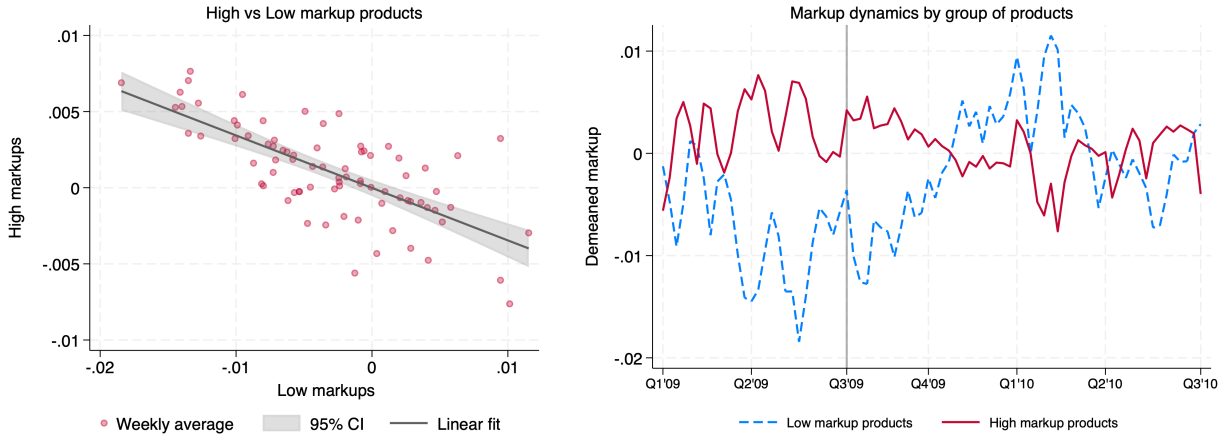 High vs Low markup products
High markups
.01
.005
0
-.005
-.01
-.02
-.01
0
.01
Low markups
Weekly average
95% CI
Linear fit
Markup dynamics by group of products
Demeaned markup
.01
0
-.01
-.02
Q1'09
Q2'09
Q3'09
Q4'09
Q1'10
Q2'10
Q3'10
Low markup products
High markup products